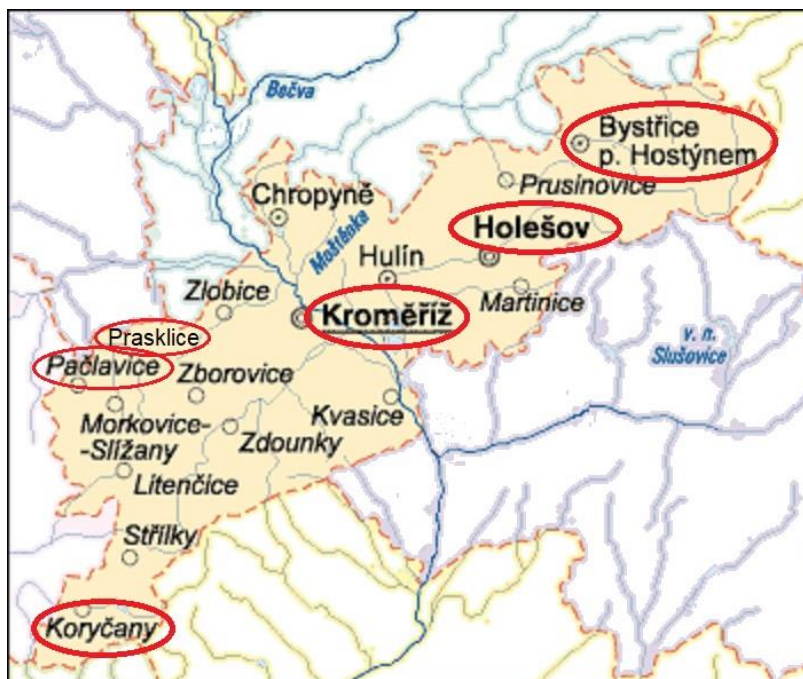 Bečva
Bystřice
p. Hostýnem
Prusinovice
Chropyně
Moštěnka
Holešov
Hulín
Martinice
Zlobice
Kroměříž
Prasklice
Pačlavice
v. n.
Slušovice
Zborovice
Kvasice
Morkovice-
-Slížany
Zdounky
Litenčice
Střílky
Koryčany